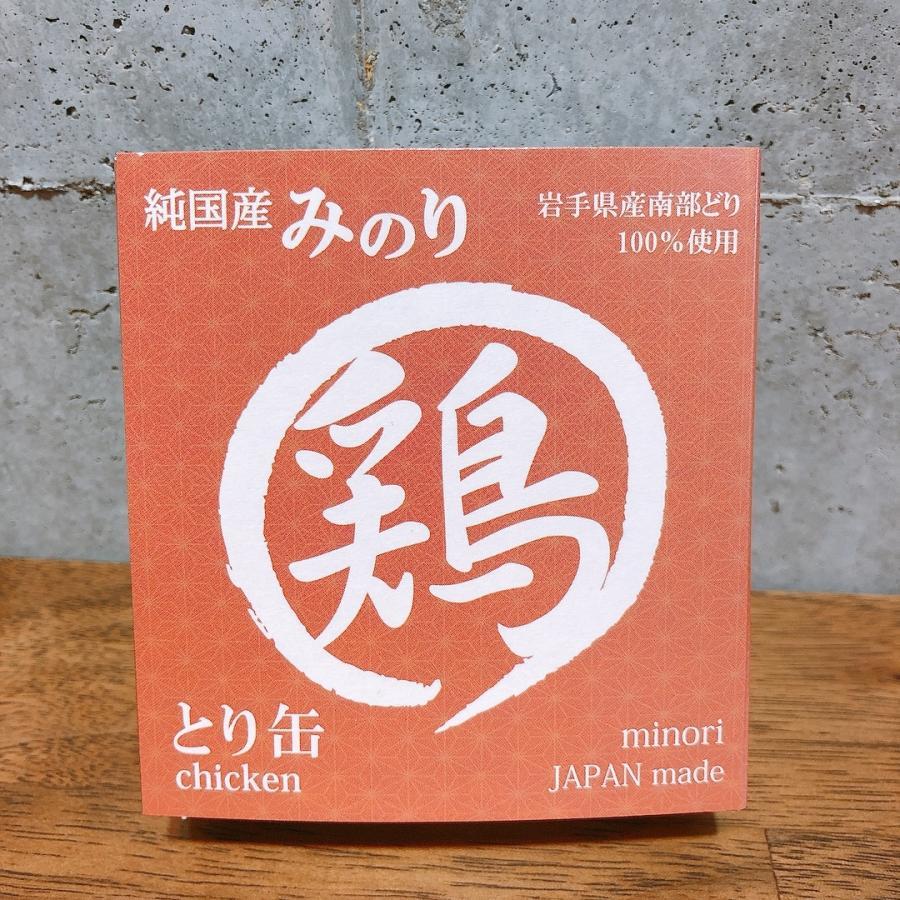 純国産 みのり
岩手県産南部どり
100%使用
鶏
とり缶
chicken
minori
JAPAN made